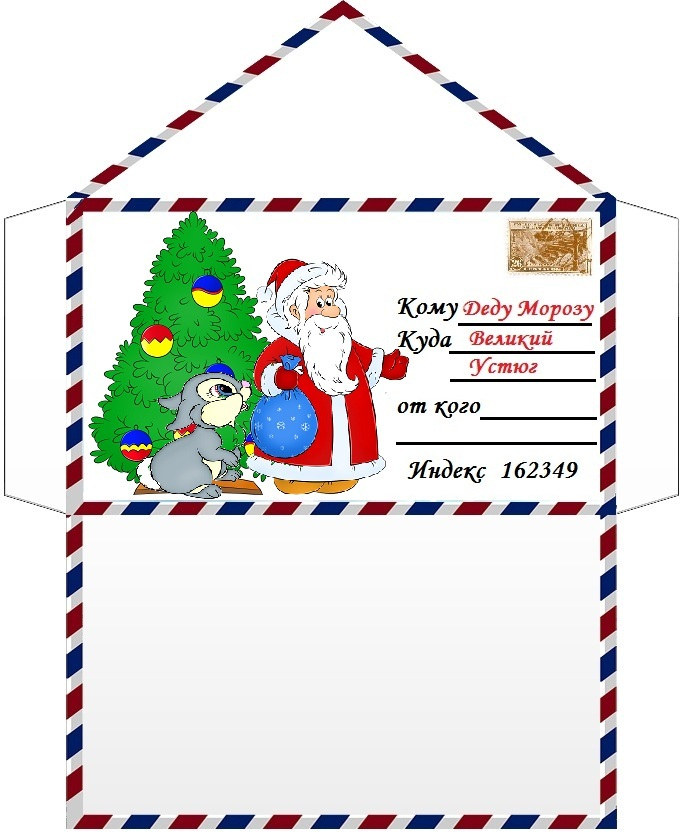 Кому Деду Морозу
Куда Великий
Устюг
от кого
Индекс 162349